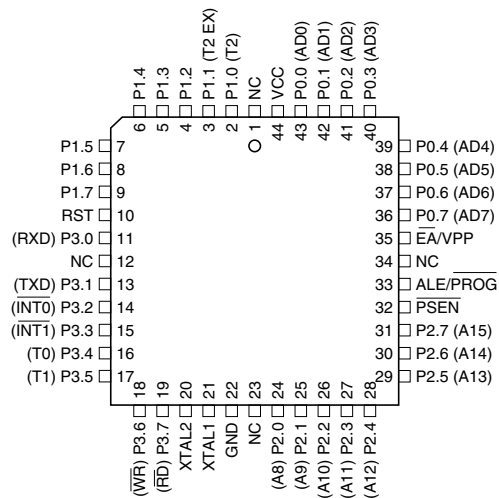 P1.4
P1.3
P1.2
P1.1 (T2 EX)
P1.0 (T2)
NC
VCC
P0.0 (AD0)
P0.1 (AD1)
P0.2 (AD2)
P0.3 (AD3)
6
5
4
3
2
1
44
43
42
41
40
P1.5 7
P1.6 8
P1.7 9
RST 10
(RXD) P3.0 11
NC 12
(TXD) P3.1 13
(INT0) P3.2 14
(INT1) P3.3 15
(T0) P3.4 16
(T1) P3.5 17
39 P0.4 (AD4)
38 P0.5 (AD5)
37 P0.6 (AD6)
36 P0.7 (AD7)
35 EA/VPP
34 NC
33 ALE/PROG
32 PSEN
31 P2.7 (A15)
30 P2.6 (A14)
29 P2.5 (A13)
18
19
20
21
22
23
24
25
26
27
28
(WR) P3.6
(RD) P3.7
XTAL2
XTAL1
GND
NC
(A8) P2.0
(A9) P2.1
(A10) P2.2
(A11) P2.3
(A12) P2.4